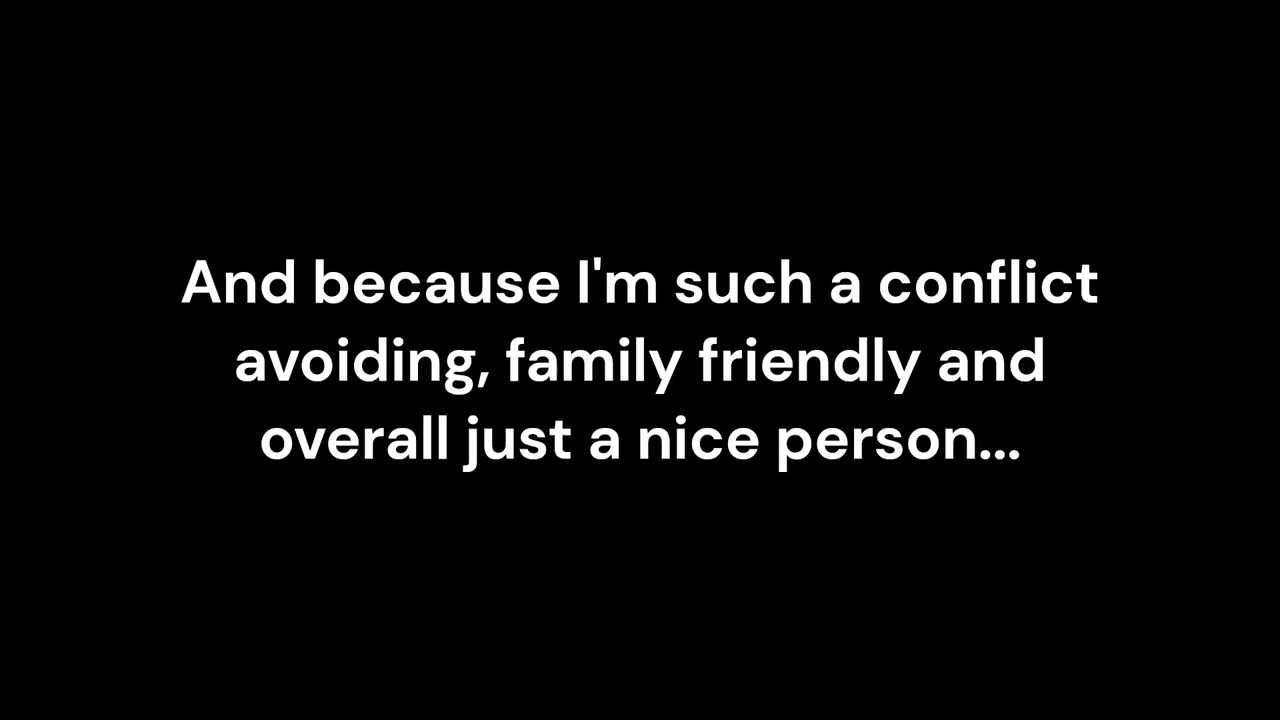 And because I'm such a conflict
avoiding, family friendly and
overall just a nice person...